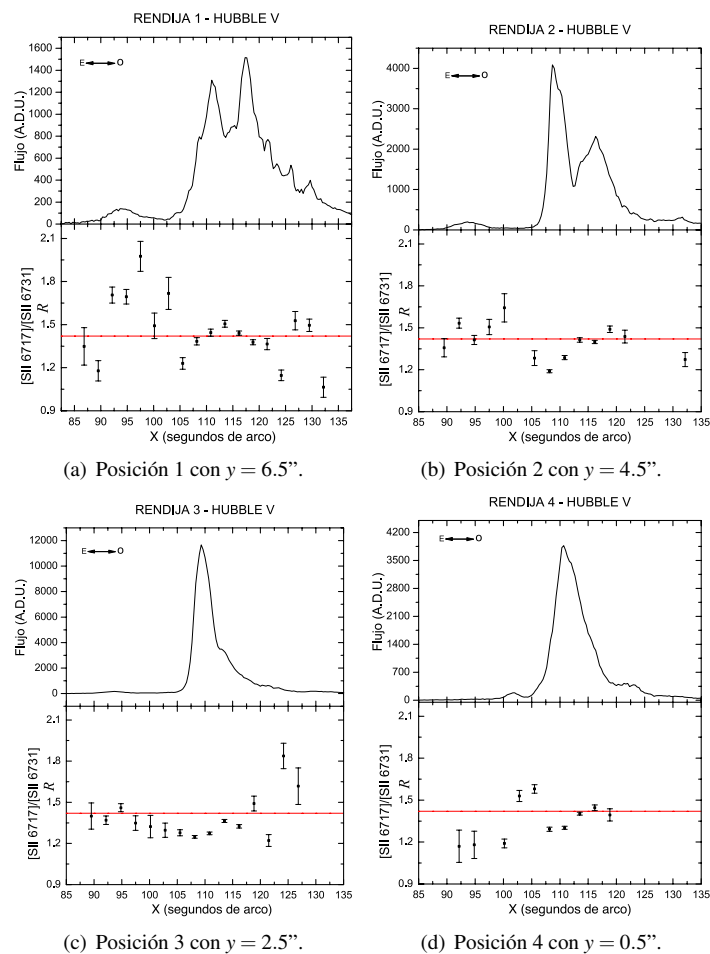 RENDIJA 1 - HUBBLE V
E O
Flujo (A.D.U.)
1600
1400
1200
1000
800
600
400
200
0
[SII 6717]/[SII 6731]
R
2.1
1.8
1.5
1.2
0.9
85 90 95 100 105 110 115 120 125 130 135
X (segundos de arco)
(a) Posición 1 con y = 6.5”.
RENDIJA 2 - HUBBLE V
E O
Flujo (A.D.U.)
4000
3000
2000
1000
0
[SII 6717]/[SII 6731]
R
2.1
1.8
1.5
1.2
0.9
85 90 95 100 105 110 115 120 125 130 135
X (segundos de arco)
(b) Posición 2 con y = 4.5”.
RENDIJA 3 - HUBBLE V
E O
Flujo (A.D.U.)
12000
10000
8000
6000
4000
2000
0
[SII 6717]/[SII 6731]
R
2.1
1.8
1.5
1.2
0.9
85 90 95 100 105 110 115 120 125 130 135
X (segundos de arco)
(c) Posición 3 con y = 2.5”.
RENDIJA 4 - HUBBLE V
E O
Flujo (A.D.U.)
4200
3500
2800
2100
1400
700
0
[SII 6717]/[SII 6731]
R
2.1
1.8
1.5
1.2
0.9
85 90 95 100 105 110 115 120 125 130 135
X (segundos de arco)
(d) Posición 4 con y = 0.5”.